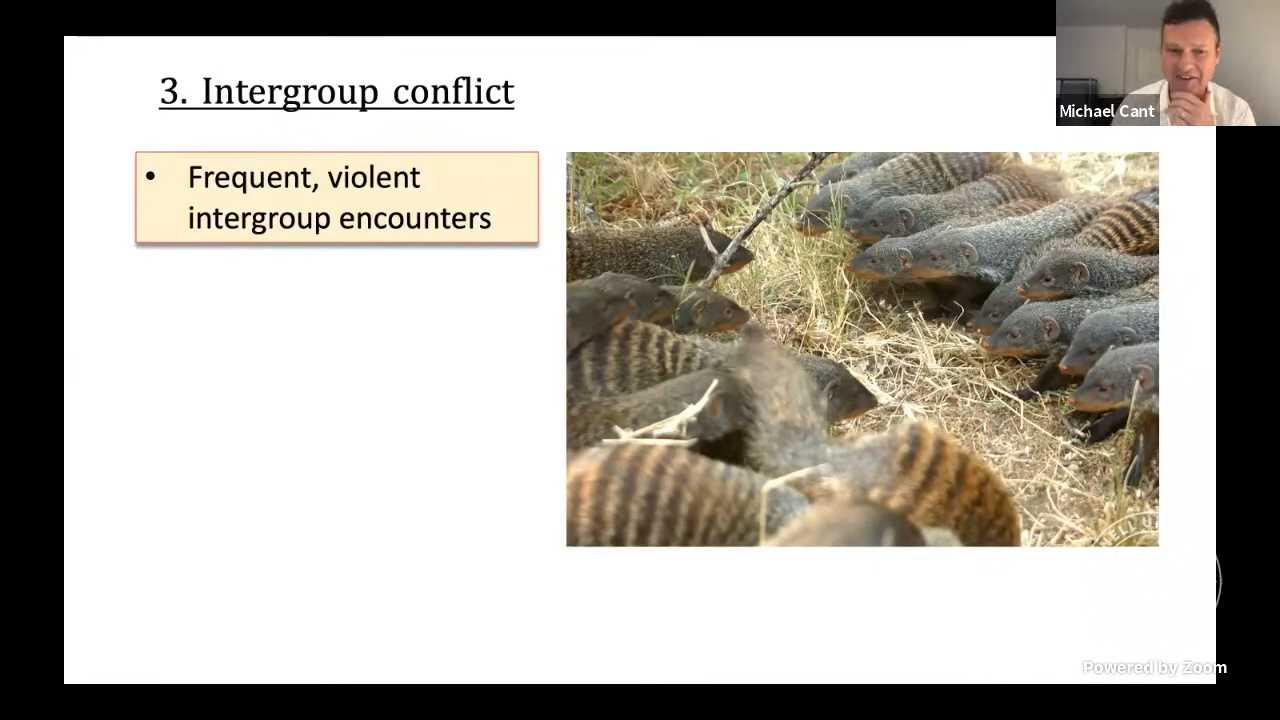 3. Intergroup conflict
Michael Cant
• Frequent, violent
intergroup encounters
Powered by Zoom